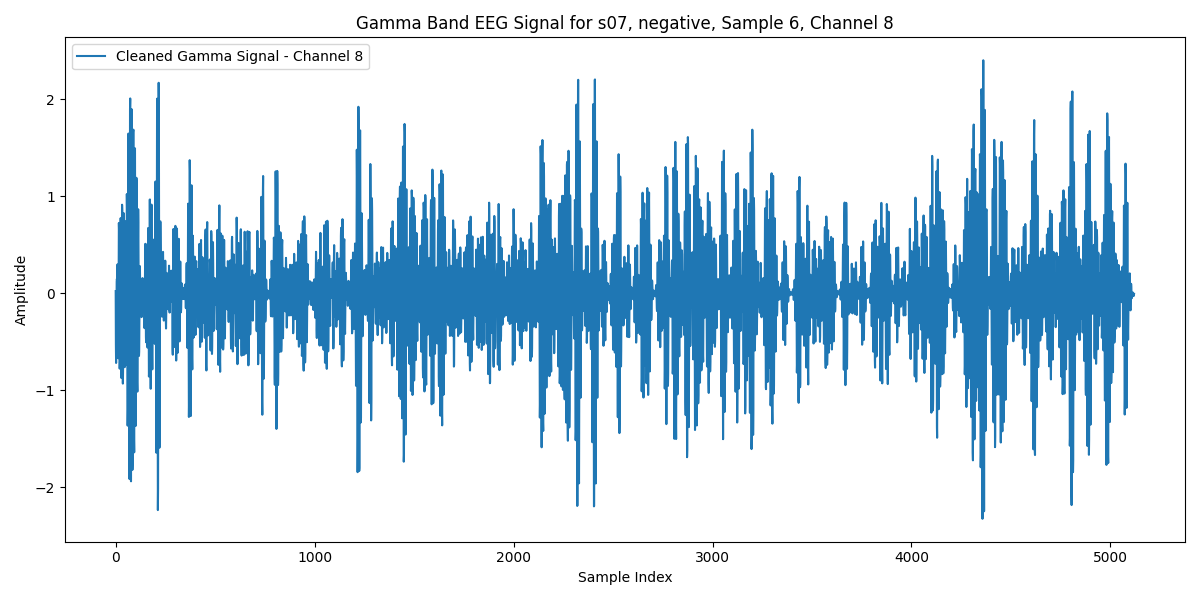 Gamma Band EEG Signal for s07, negative, Sample 6, Channel 8
Cleaned Gamma Signal - Channel 8
Amplitude
2
1
0
−1
−2
0 1000 2000 3000 4000 5000
Sample Index